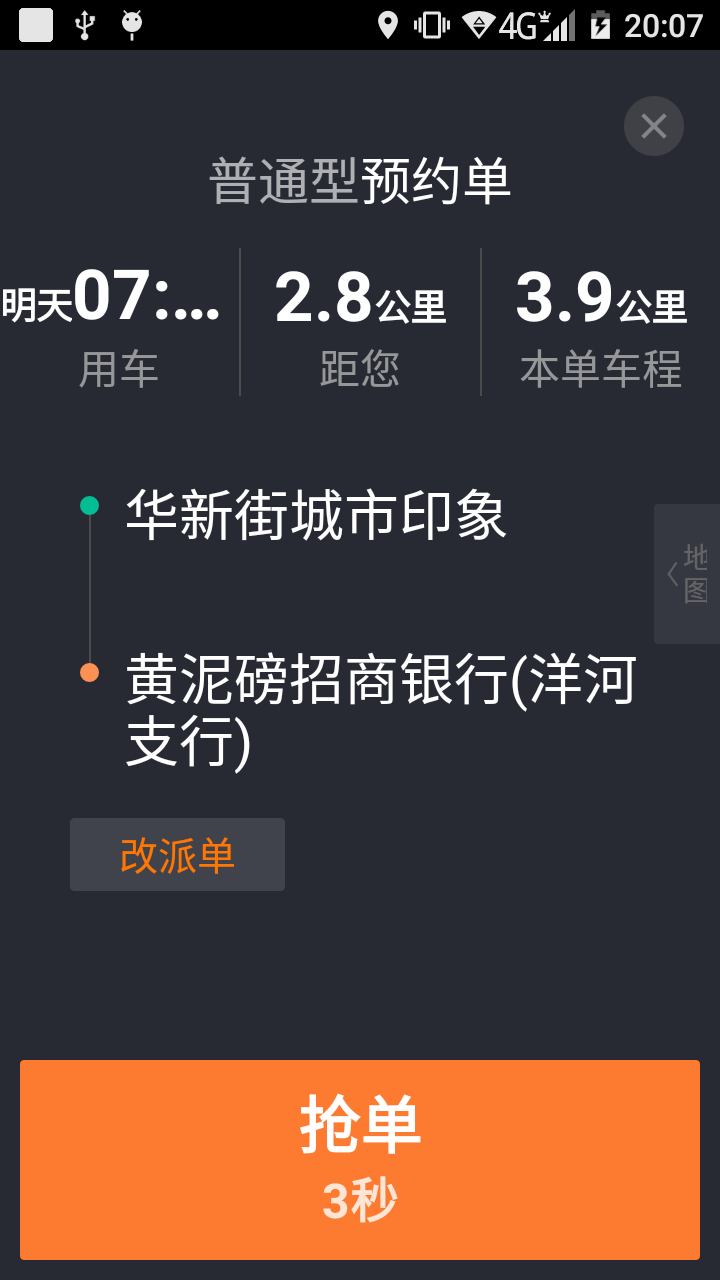 4G 20:07
普通型预约单
明天07:...
用车
2.8公里
距您
3.9公里
本单车程
华新街城市印象
地
图
黄泥磅招商银行(洋河
支行)
改派单
抢单
3秒